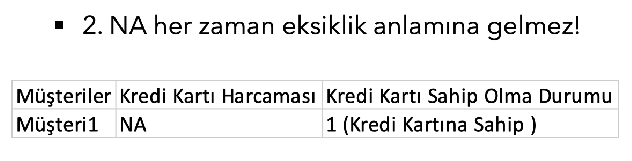 ▪ 2. NA her zaman eksiklik anlamına gelmez!
Müşteriler Kredi Kartı Harcaması Kredi Kartı Sahip Olma Durumu
Müşteri1 NA 1 (Kredi Kartına Sahip )